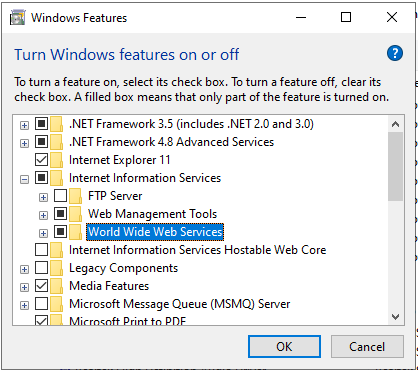 Windows Features
Turn Windows features on or off
?
To turn a feature on, select its check box. To turn a feature off, clear its
check box. A filled box means that only part of the feature is turned on.
.NET Framework 3.5 (includes .NET 2.0 and 3.0)
.NET Framework 4.8 Advanced Services
Internet Explorer 11
Internet Information Services
FTP Server
Web Management Tools
World Wide Web Services
Internet Information Services Hostable Web Core
Legacy Components
Media Features
Microsoft Message Queue (MSMQ) Server
Microsoft Print to PDF
OK
Cancel